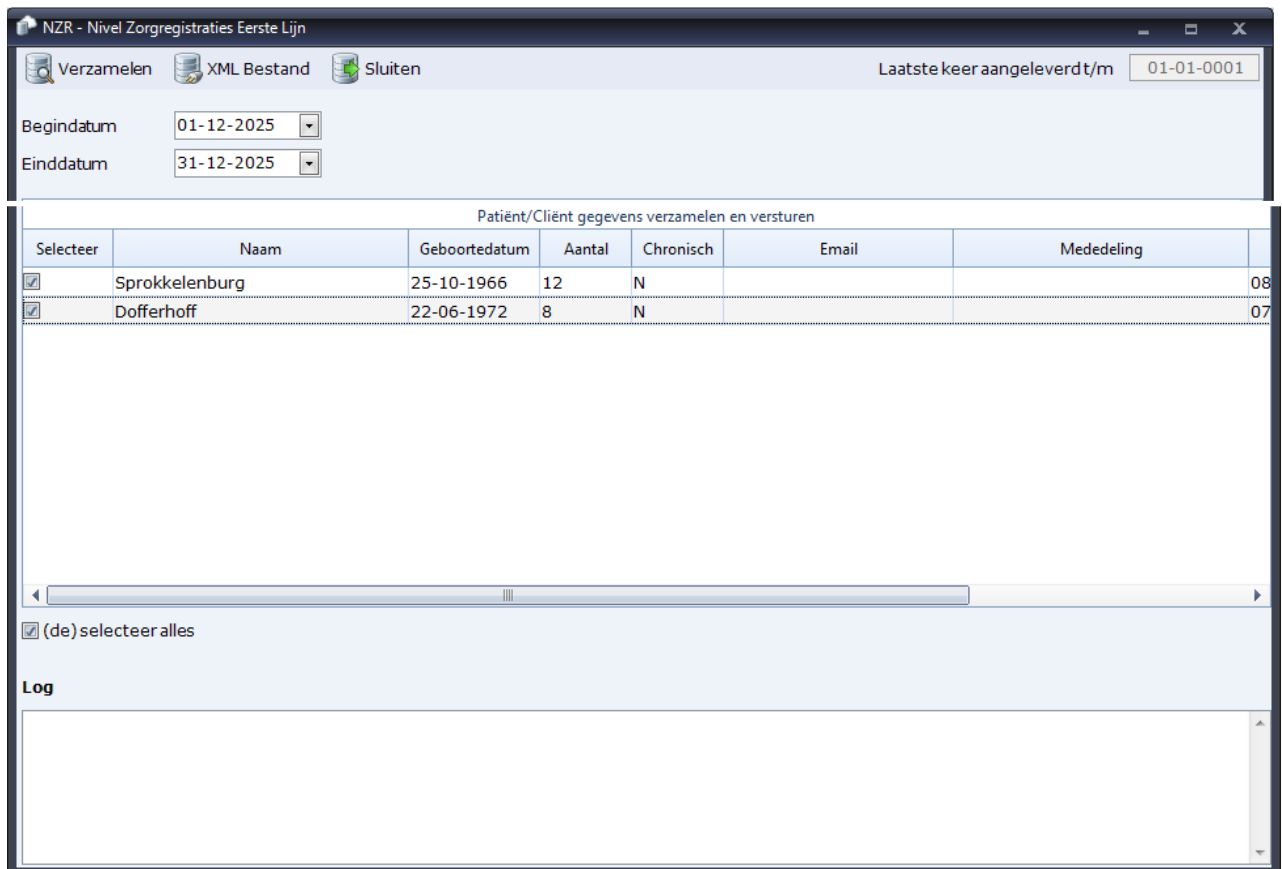 NZR - Nivel Zorgregistraties Eerste Lijn
Verzamelen XML Bestand Sluiten Laatste keer aangeleverd t/m 01-01-0001
Begindatum 01-12-2025
Einddatum 31-12-2025
Patiënt/Cliënt gegevens verzamelen en versturen
Selecteer Naam Geboortedatum Aantal Chronisch Email Mededeling
Sprokkelenburg 25-10-1966 12 N 08
Dofferhoff 22-06-1972 8 N 07
(de) selecteer alles
Log